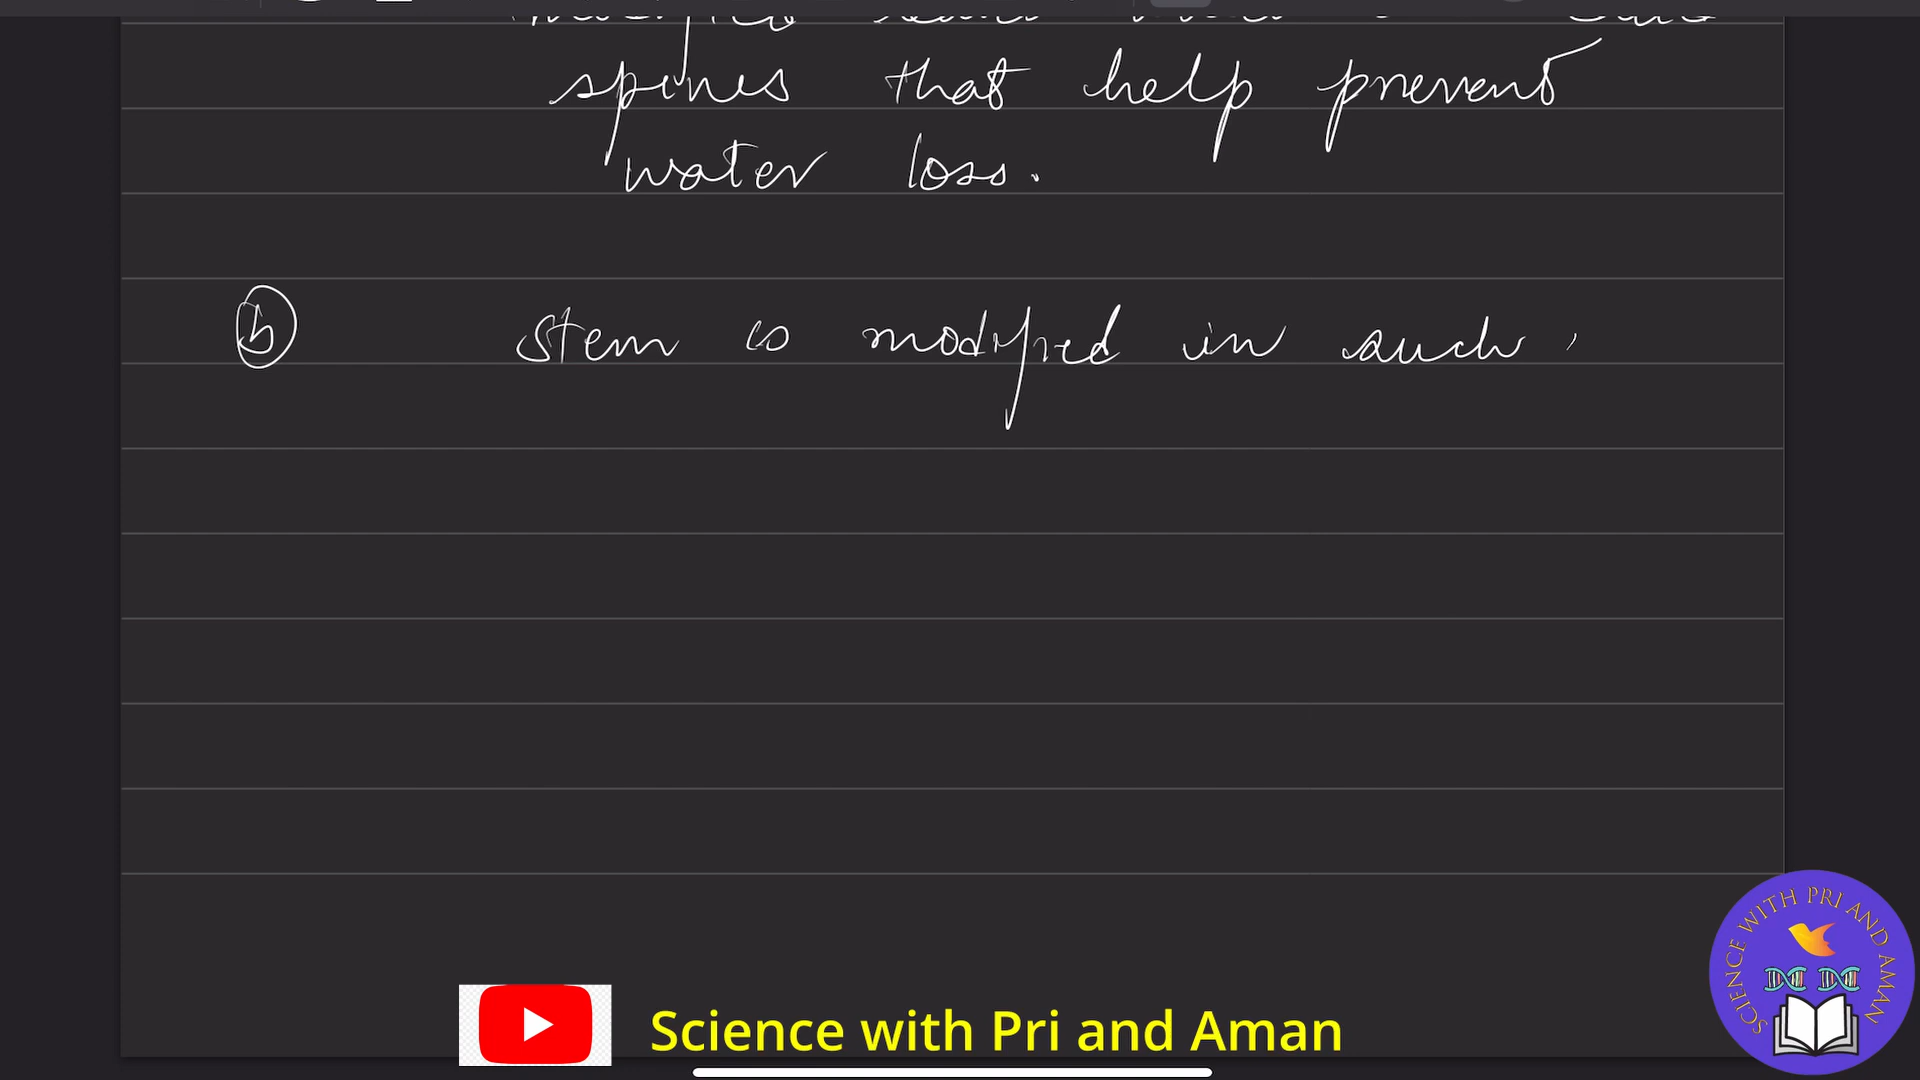 spines that help prevent
water loss.
b stem is modified in such
Science with Pri and Aman
SCIENCE WITH PRI AND AMAN